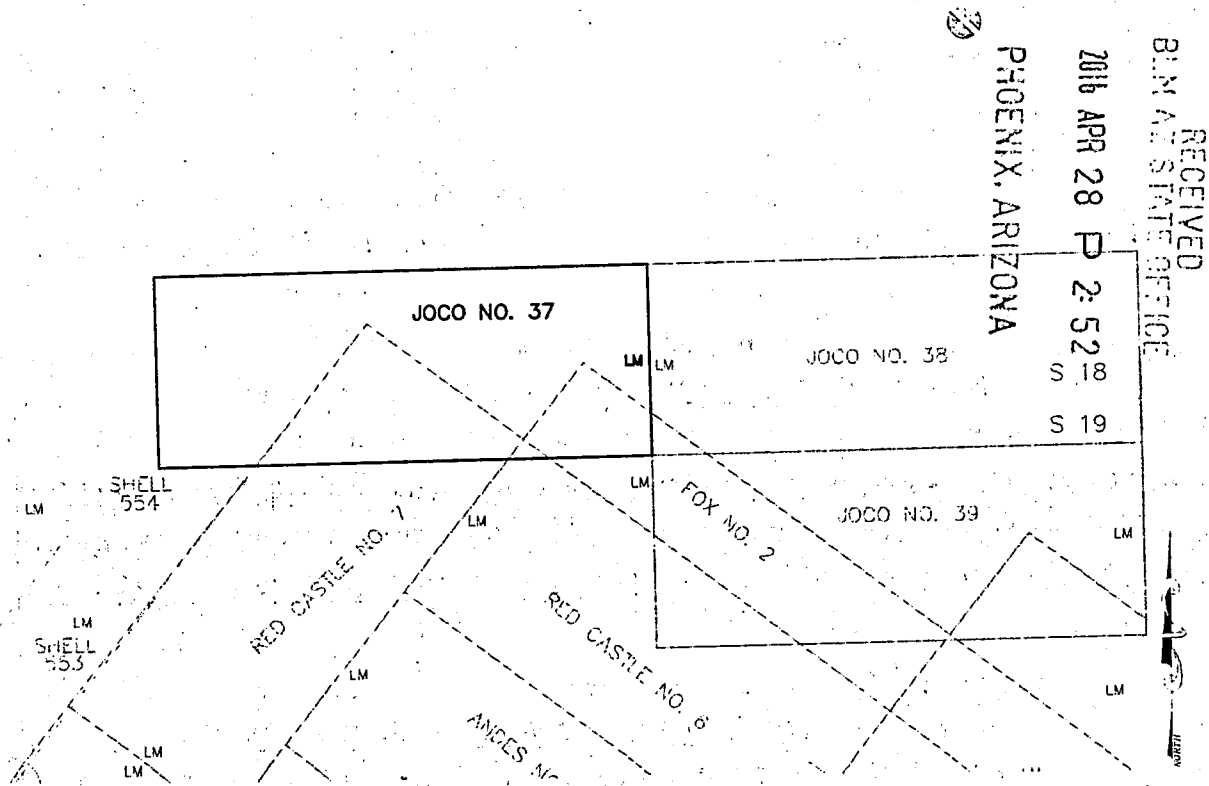 RECEIVED
BLM AZ STATE OFFICE
2016 APR 28 P 2:52
PHOENIX, ARIZONA
JOCO NO. 37
LM
LM
JOCO NO. 38
S 18
S 19
SHELL
554
LM
LM
LM
FOX NO. 2
JOCO NO. 39
LM
RED CASTLE NO. 7
RED CASTLE NO. 6
LM
SHELL
553
LM
LM
ANDES
LM
LM